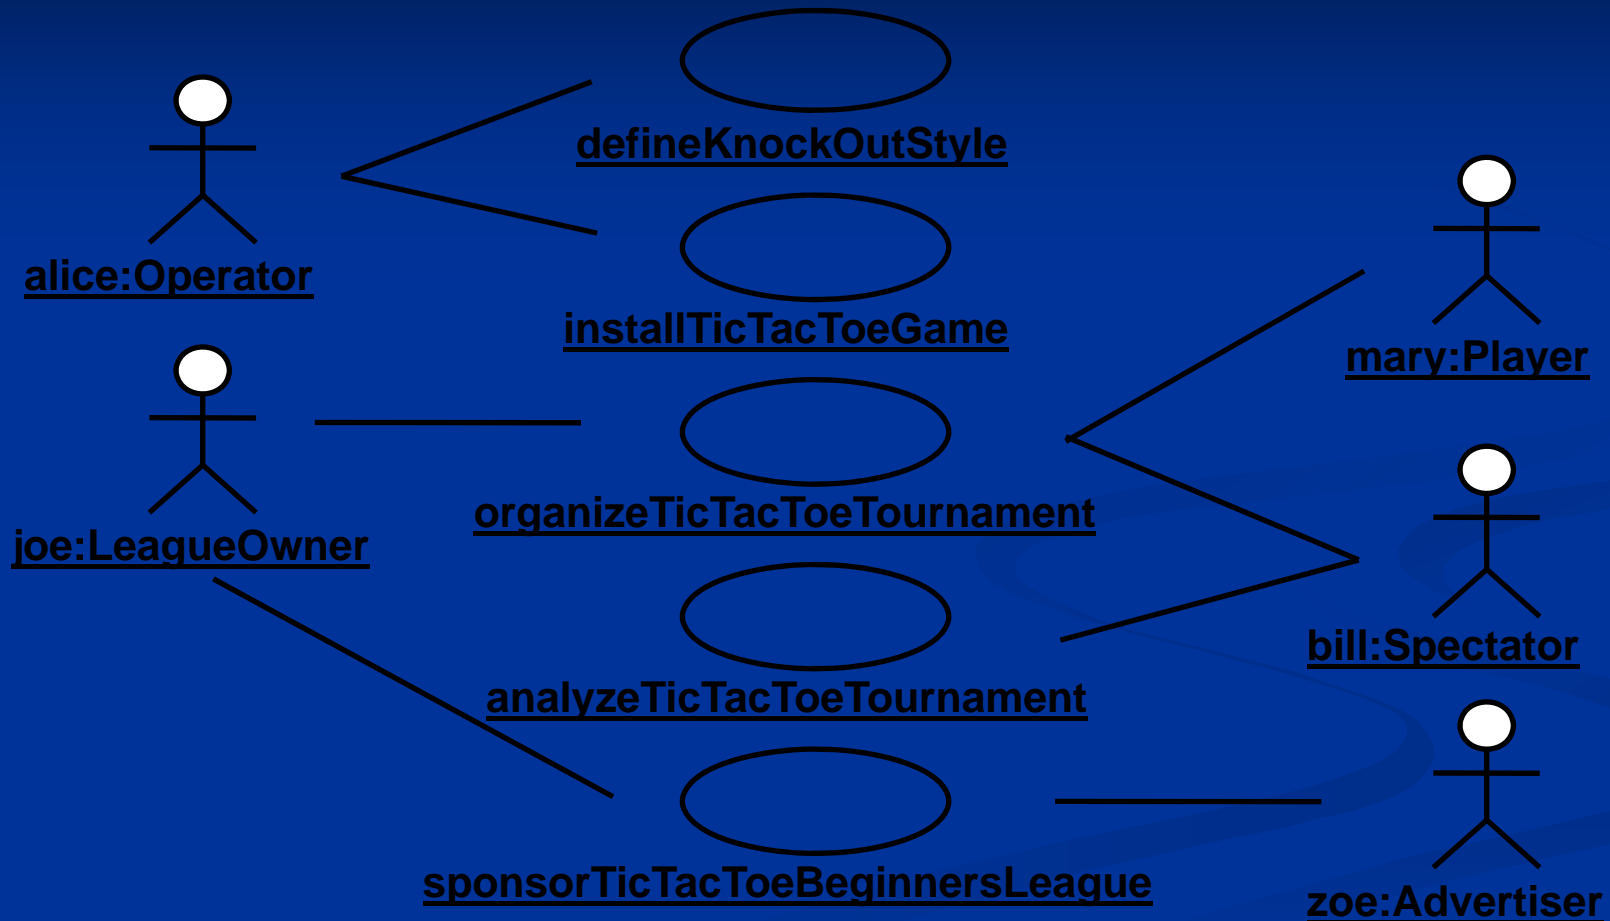 defineKnockOutStyle
alice:Operator
installTicTacToeGame
mary:Player
organizeTicTacToeTournament
joe:LeagueOwner
bill:Spectator
analyzeTicTacToeTournament
sponsorTicTacToeBeginnersLeague
zoe:Advertiser